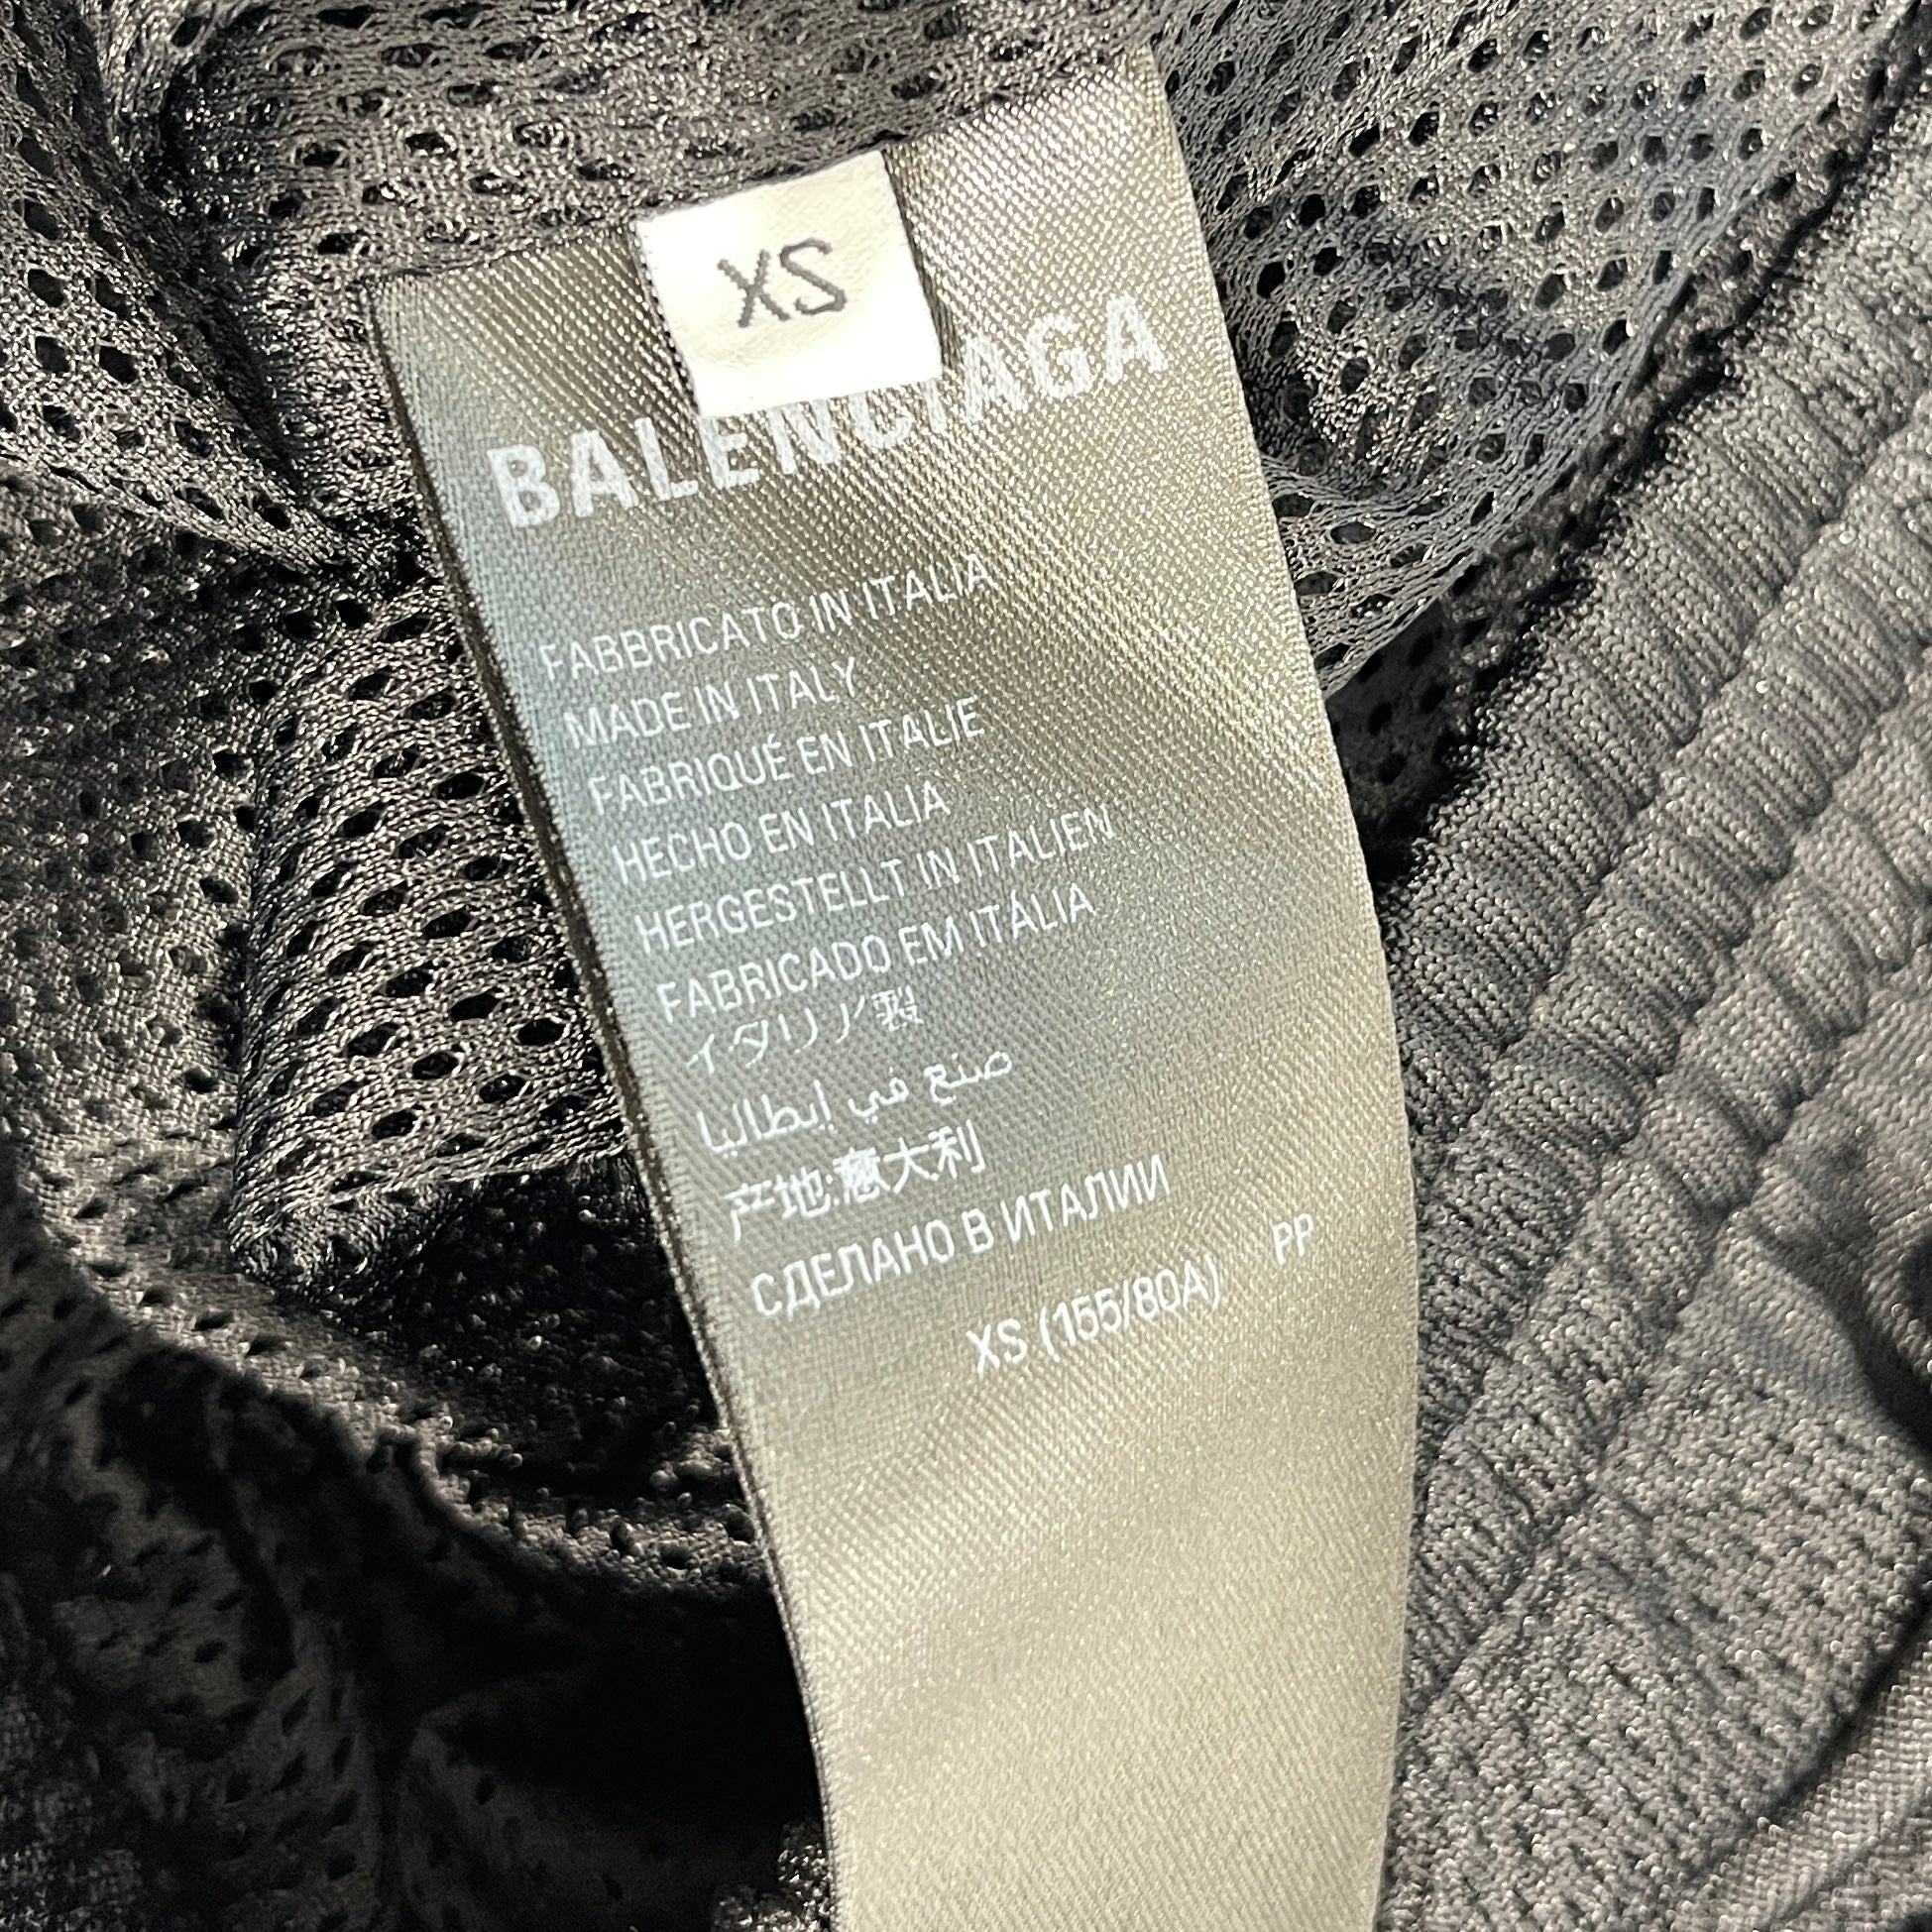 XS
BALENCIAGA
FABBRICATO IN ITALIA
MADE IN ITALY
FABRIQUÉ EN ITALIE
HECHO EN ITALIA
HERGESTELLT IN ITALIEN
FABRICADO EM ITÁLIA
イタリア製
صنع في إيطاليا
产地:意大利
СДЕЛАНО В ИТАЛИИ
XS (155/80A) PP